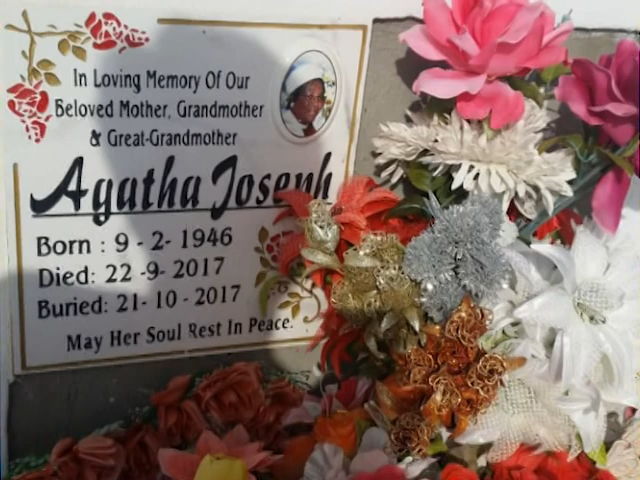 In Loving Memory Of Our
Beloved Mother, Grandmother
& Great-Grandmother
Agatha Joseph
Born : 9 - 2- 1946
Died: 22 -9- 2017
Buried: 21- 10 - 2017
May Her Soul Rest In Peace.